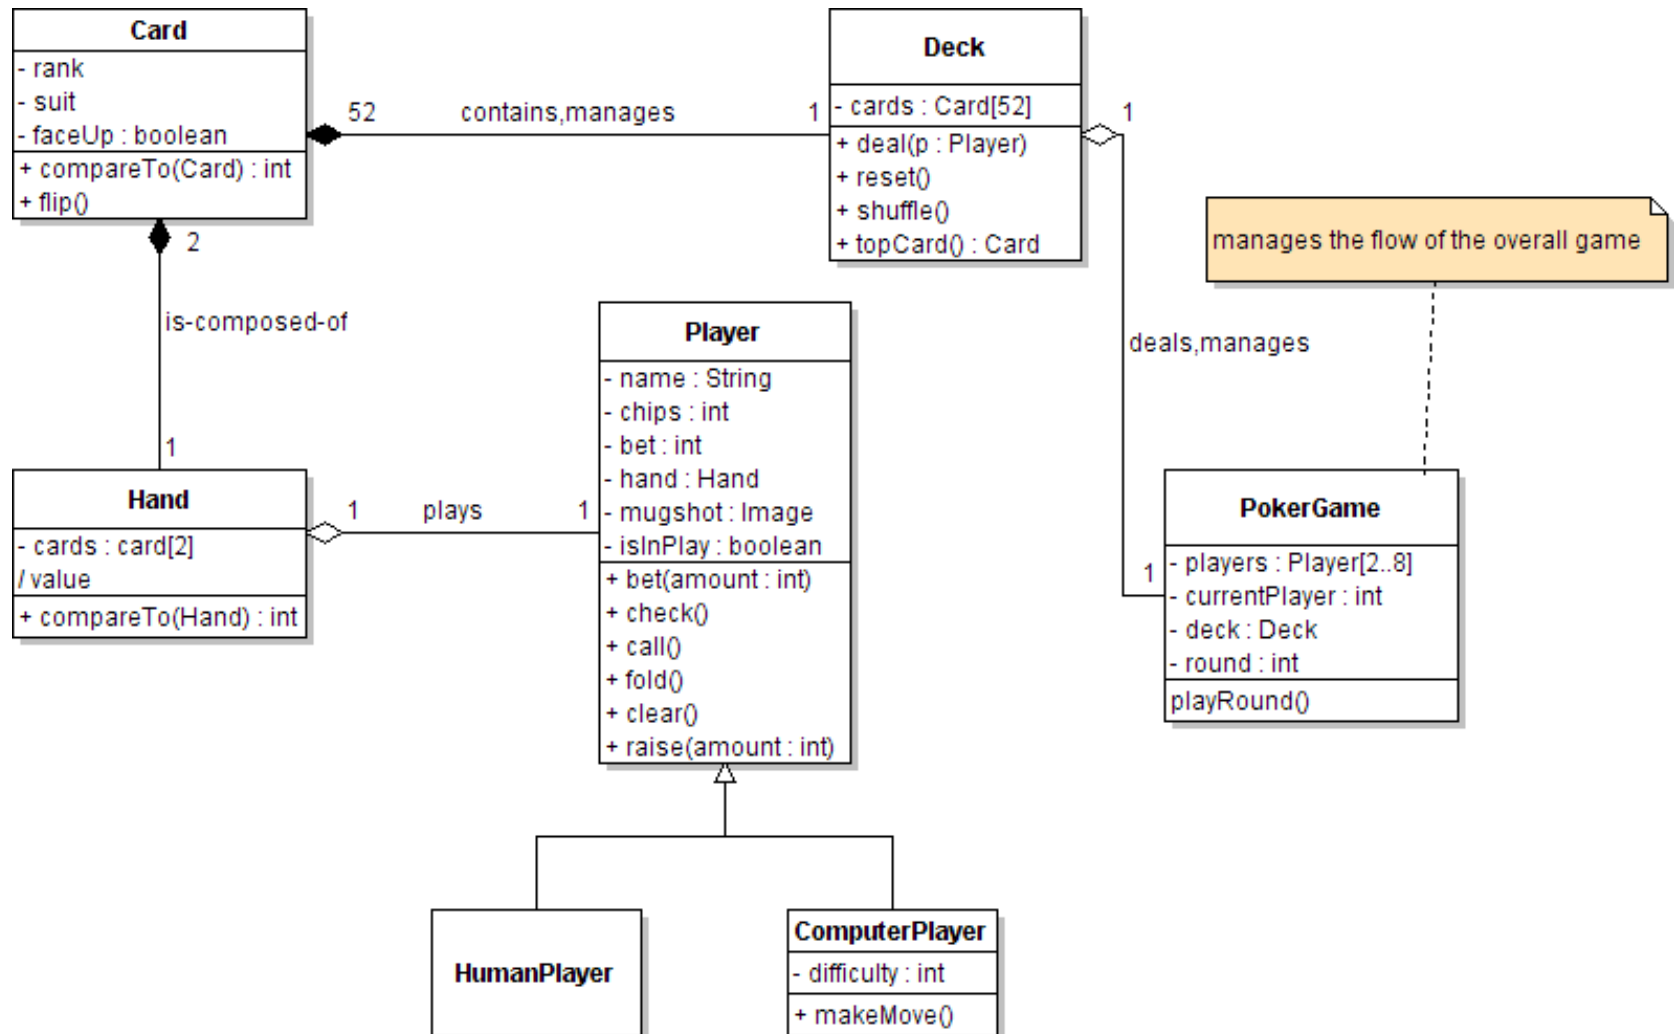 Card
- rank
- suit
- faceUp : boolean
+ compareTo(Card) : int
+ flip()
52
contains,manages
1
Deck
- cards : Card[52]
+ deal(p : Player)
+ reset()
+ shuffle()
+ topCard() : Card
1
manages the flow of the overall game
deals,manages
2
is-composed-of
1
Hand
- cards : card[2]
/ value
+ compareTo(Hand) : int
1
plays
1
Player
- name : String
- chips : int
- bet : int
- hand : Hand
- mugshot : Image
- isInPlay : boolean
+ bet(amount : int)
+ check()
+ call()
+ fold()
+ clear()
+ raise(amount : int)
1
PokerGame
- players : Player[2..8]
- currentPlayer : int
- deck : Deck
- round : int
playRound()
HumanPlayer
ComputerPlayer
- difficulty : int
+ makeMove()